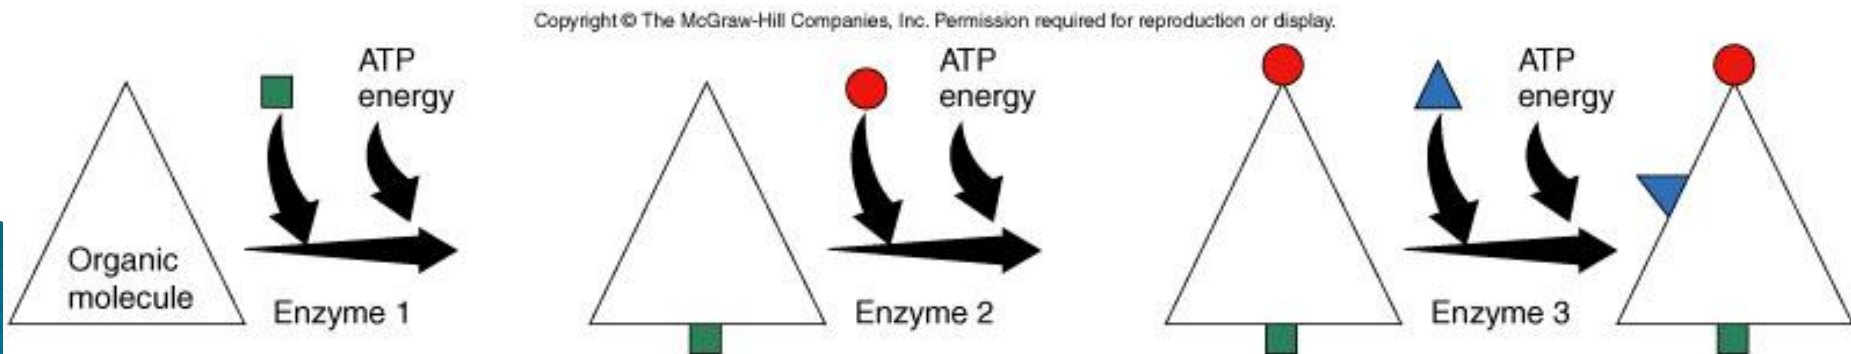 Copyright © The McGraw-Hill Companies, Inc. Permission required for reproduction or display.
ATP
energy
ATP
energy
ATP
energy
Organic
molecule
Enzyme 1
Enzyme 2
Enzyme 3